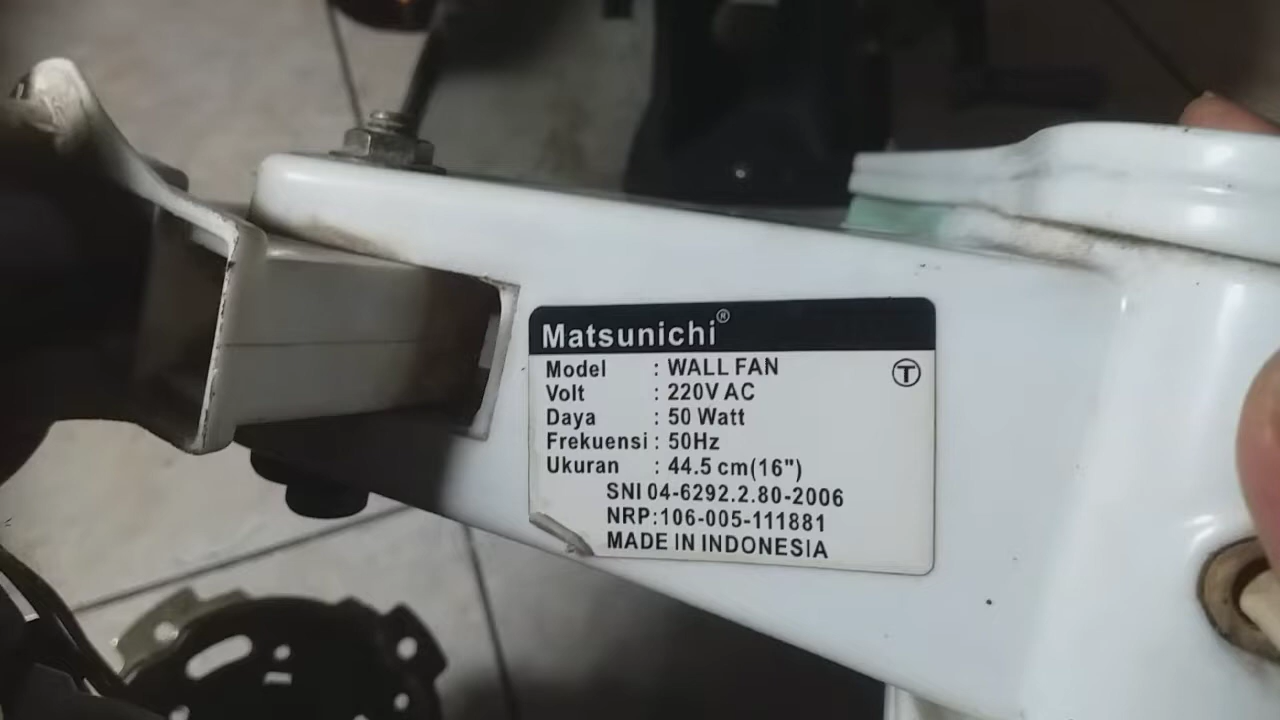 Matsunichi®
Model : WALL FAN
Volt : 220V AC
Daya : 50 Watt
Frekuensi : 50Hz
Ukuran : 44.5 cm(16")
SNI 04-6292.2.80-2006
NRP:106-005-111881
MADE IN INDONESIA
T